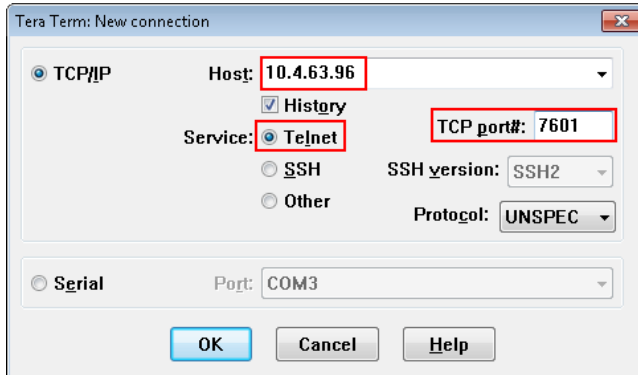 Tera Term: New connection
TCP/IP
Host: 10.4.63.96
History
Service: Telnet
TCP port#: 7601
SSH
SSH version: SSH2
Other
Protocol: UNSPEC
Serial
Port: COM3
OK
Cancel
Help